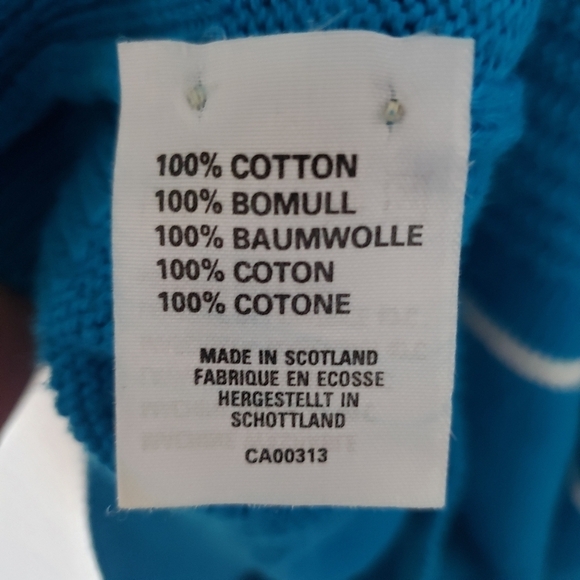 100% COTTON
100% BOMULL
100% BAUMWOLLE
100% COTON
100% COTONE
MADE IN SCOTLAND
FABRIQUE EN ECOSSE
HERGESTELLT IN
SCHOTTLAND
CA00313